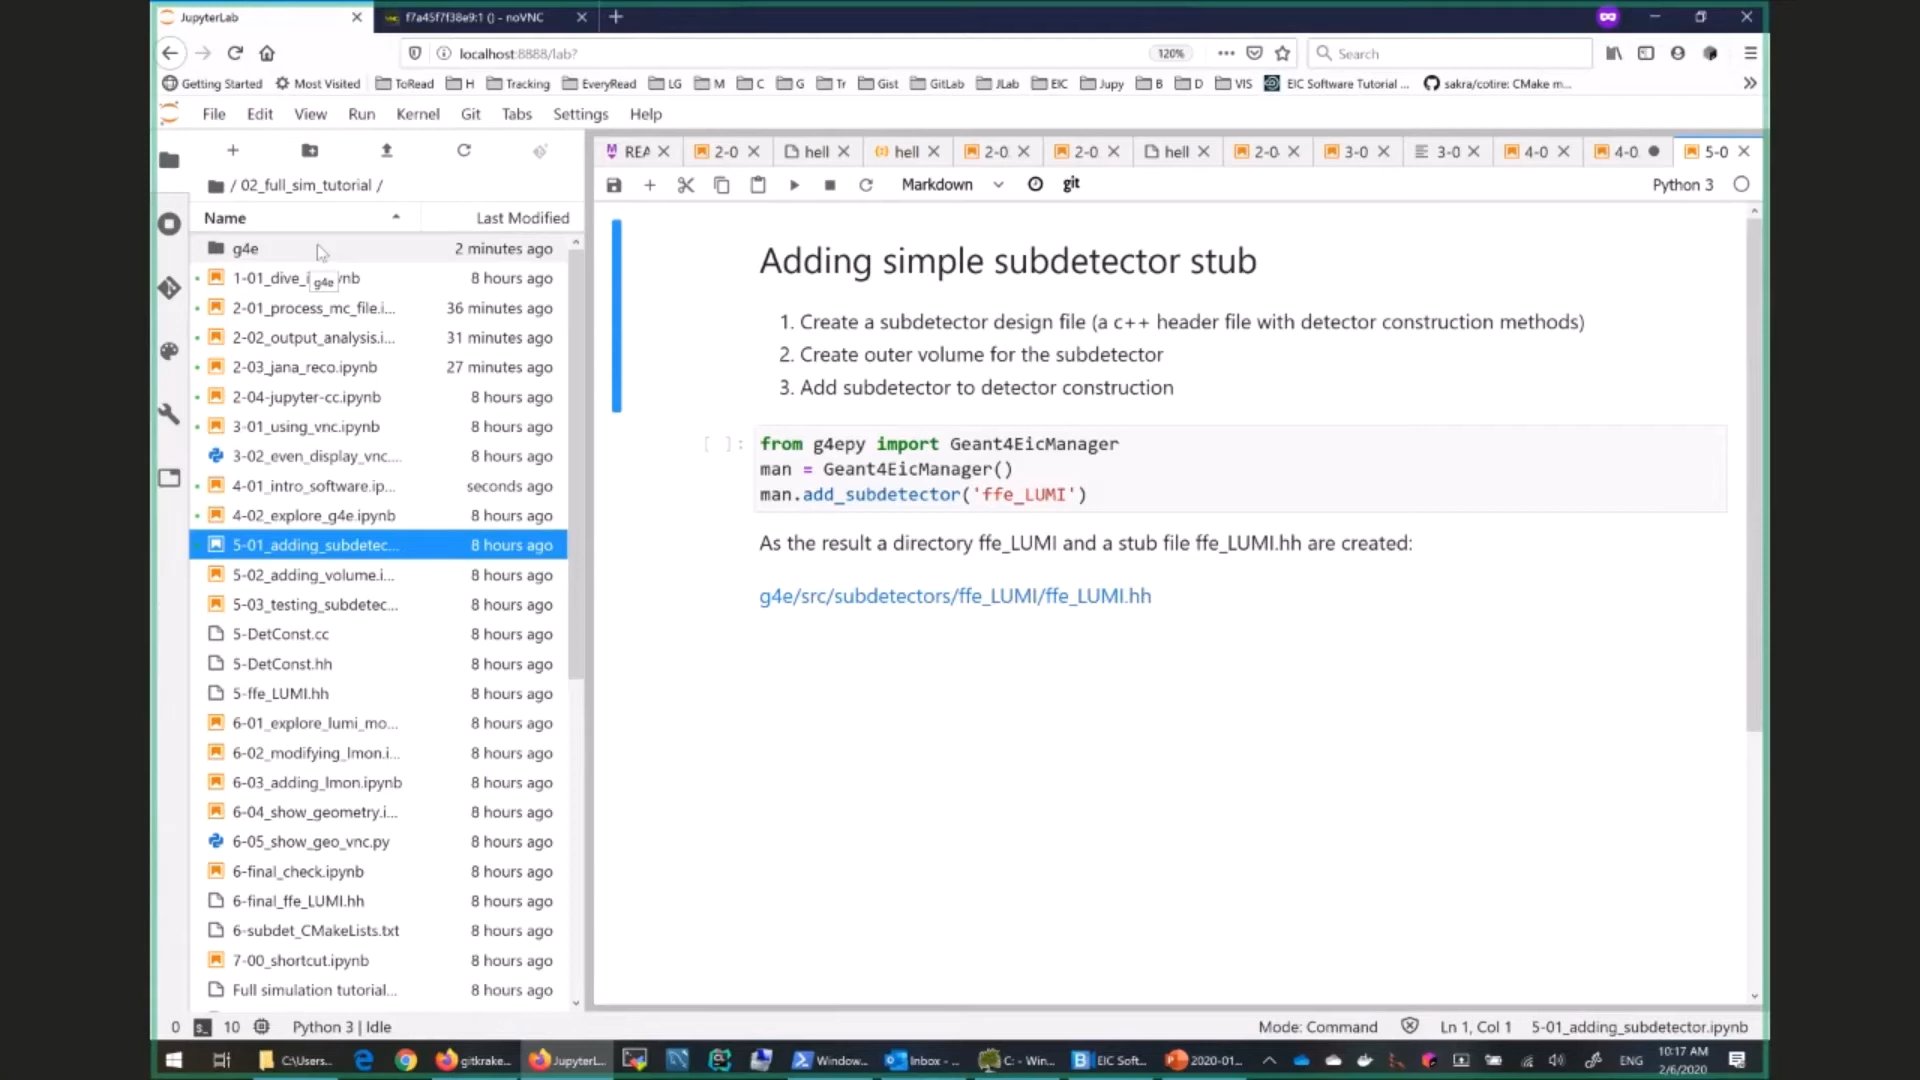 JupyterLab
f7a45f7f38e9:1 () - noVNC
localhost:8888/lab?
120%
Search
Getting Started
Most Visited
ToRead
H
Tracking
EveryRead
LG
M
C
G
Tr
Gist
GitLab
JLab
EIC
Jupy
B
D
VIS
EIC Software Tutorial ...
sakra/cotire: CMake m...
File Edit View Run Kernel Git Tabs Settings Help
REA
2-0
hell
hell
2-0
2-0
hell
2-0
3-0
3-0
4-0
4-0
5-0
Markdown
git
Python 3
/ 02_full_sim_tutorial /
Name Last Modified
g4e 2 minutes ago
1-01_dive_i nb 8 hours ago
g4e
2-01_process_mc_file.i... 36 minutes ago
2-02_output_analysis.i... 31 minutes ago
2-03_jana_reco.ipynb 27 minutes ago
2-04-jupyter-cc.ipynb 8 hours ago
3-01_using_vnc.ipynb 8 hours ago
3-02_even_display_vnc.... 8 hours ago
4-01_intro_software.ip... seconds ago
4-02_explore_g4e.ipynb 8 hours ago
5-01_adding_subdetec... 8 hours ago
5-02_adding_volume.i... 8 hours ago
5-03_testing_subdetec... 8 hours ago
5-DetConst.cc 8 hours ago
5-DetConst.hh 8 hours ago
5-ffe_LUMI.hh 8 hours ago
6-01_explore_lumi_mo... 8 hours ago
6-02_modifying_lmon.i... 8 hours ago
6-03_adding_lmon.ipynb 8 hours ago
6-04_show_geometry.i... 8 hours ago
6-05_show_geo_vnc.py 8 hours ago
6-final_check.ipynb 8 hours ago
6-final_ffe_LUMI.hh 8 hours ago
6-subdet_CMakeLists.txt 8 hours ago
7-00_shortcut.ipynb 8 hours ago
Full simulation tutorial... 8 hours ago
Adding simple subdetector stub
1. Create a subdetector design file (a c++ header file with detector construction methods)
2. Create outer volume for the subdetector
3. Add subdetector to detector construction
[ ]: from g4epy import Geant4EicManager
man = Geant4EicManager()
man.add_subdetector('ffe_LUMI')
As the result a directory ffe_LUMI and a stub file ffe_LUMI.hh are created:
g4e/src/subdetectors/ffe_LUMI/ffe_LUMI.hh
0 10 Python 3 | Idle
Mode: Command Ln 1, Col 1 5-01_adding_subdetector.ipynb
C:\Users...
gitkrake...
JupyterL...
Window...
Inbox - ...
C: - Win...
EIC Soft...
2020-01...
ENG
10:17 AM
2/6/2020